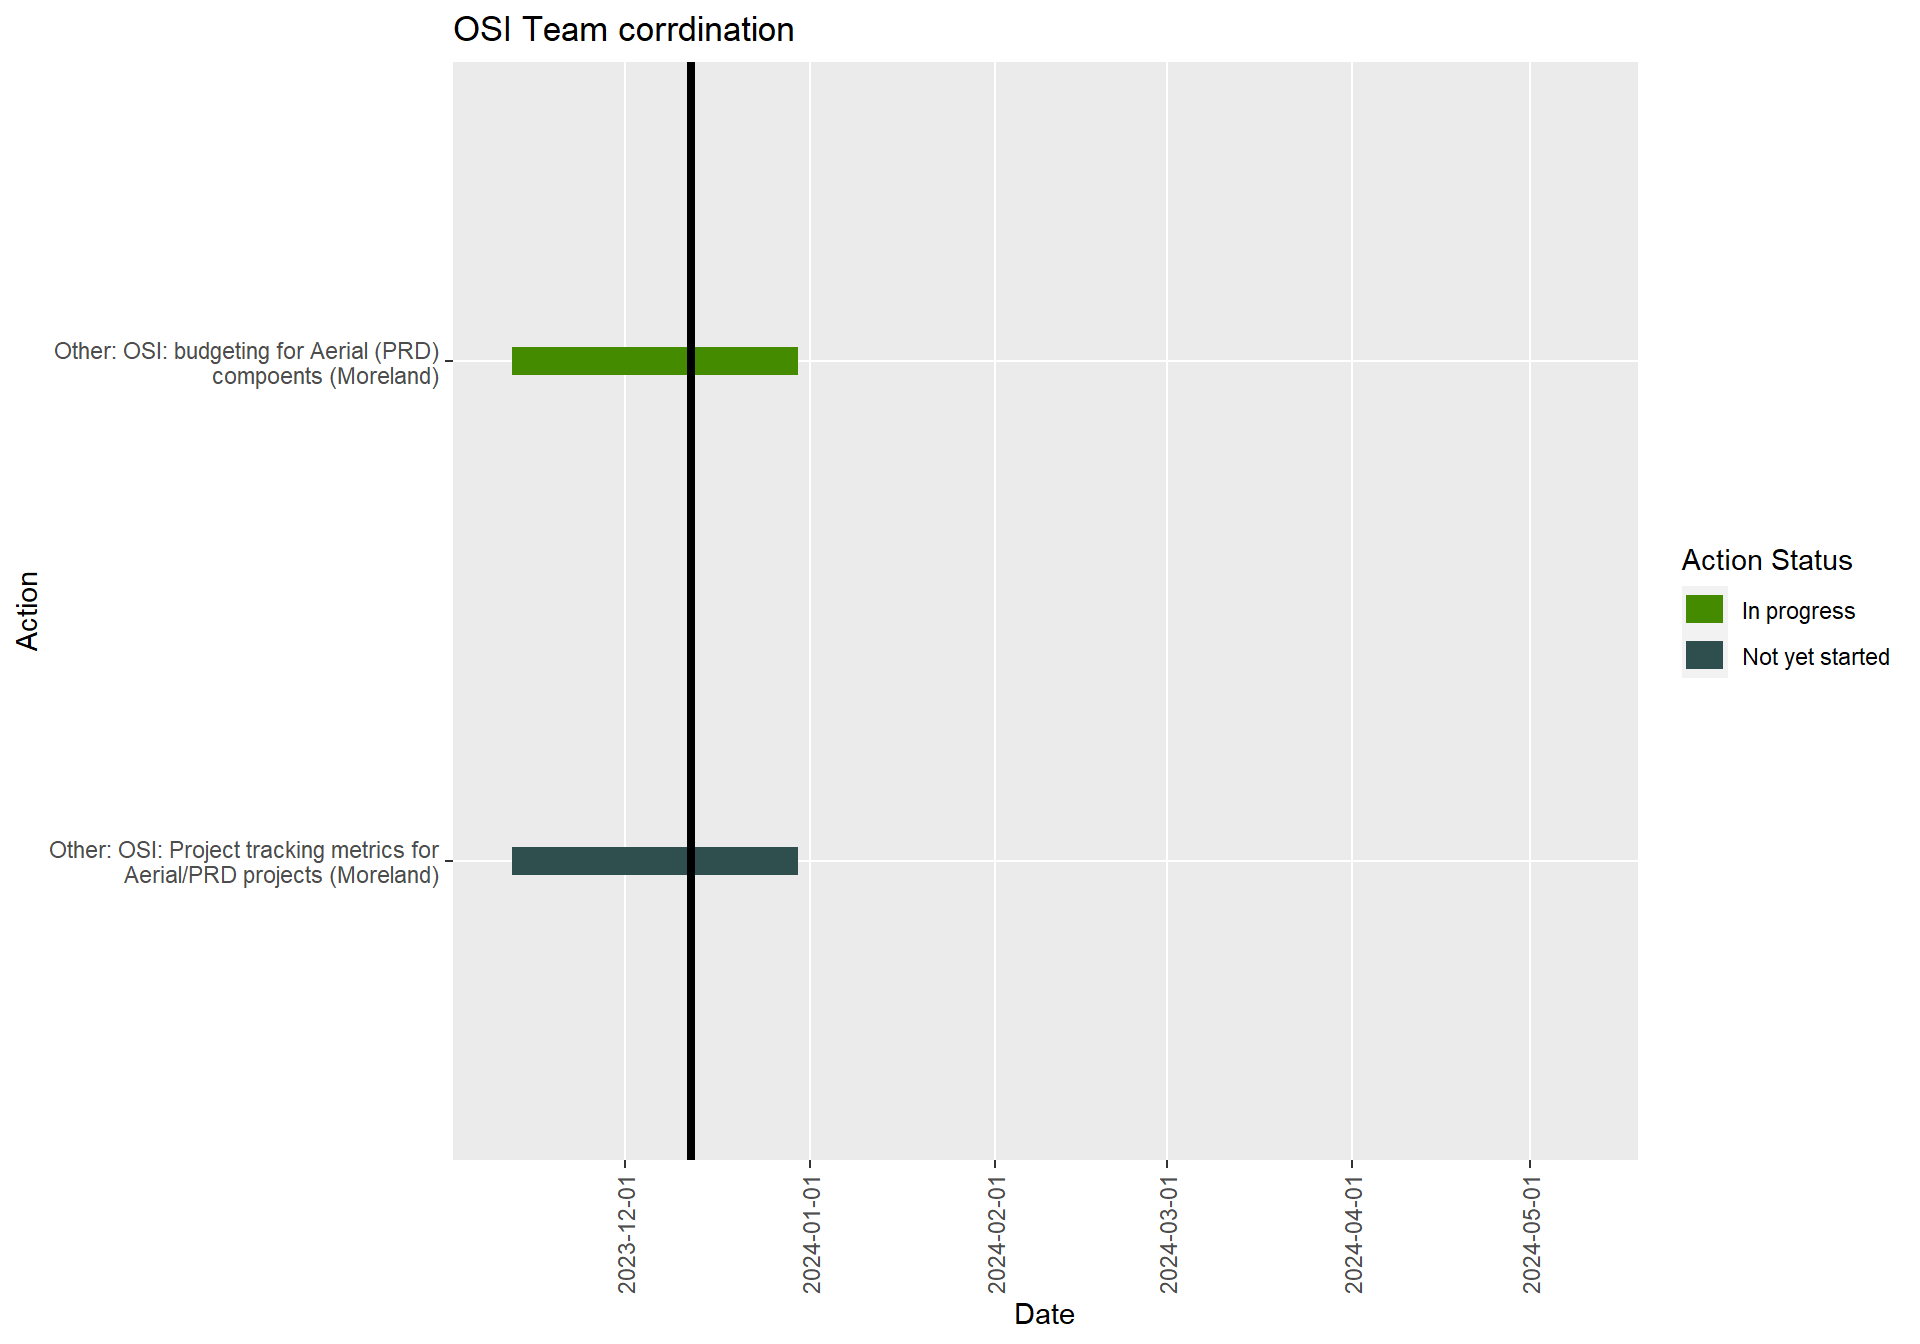 OSI Team corrdination
Action
Other: OSI: budgeting for Aerial (PRD)
compoents (Moreland)
Other: OSI: Project tracking metrics for
Aerial/PRD projects (Moreland)
2023-12-01
2024-01-01
2024-02-01
2024-03-01
2024-04-01
2024-05-01
Date
Action Status
In progress
Not yet started